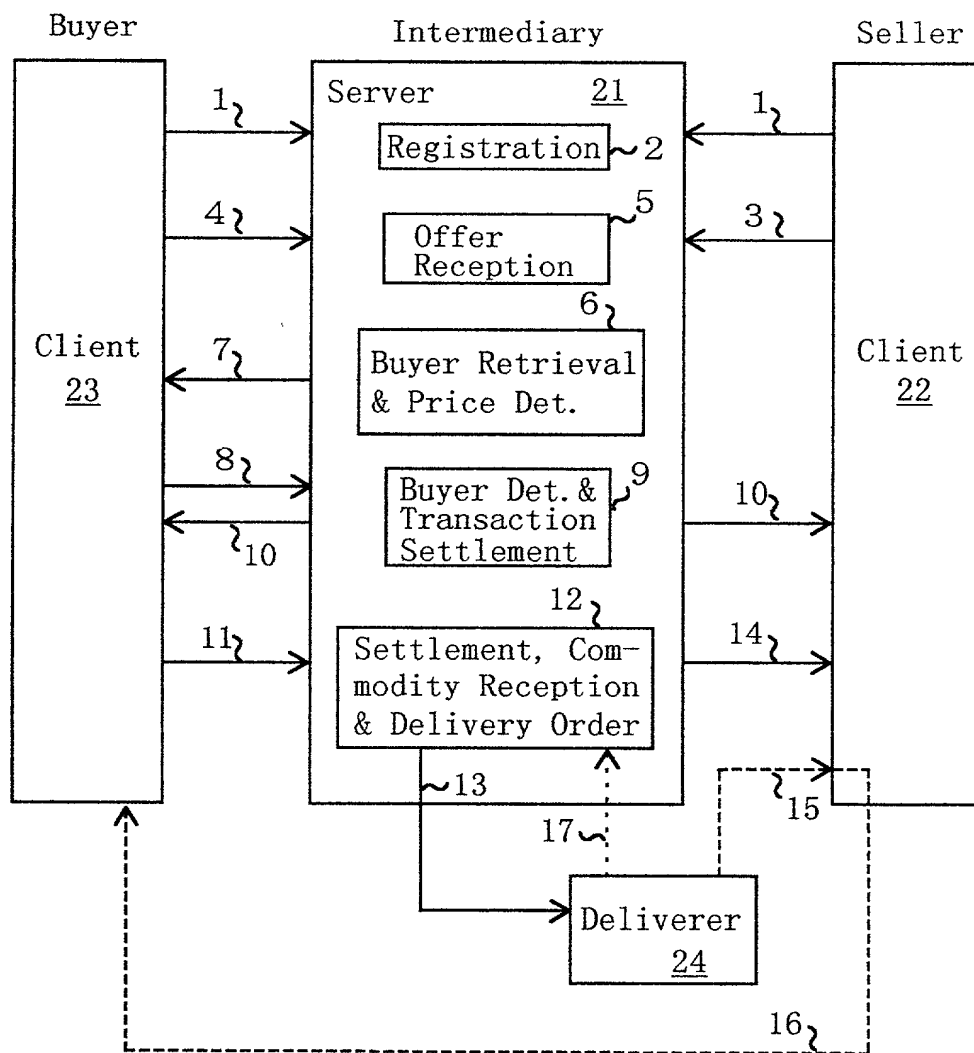 Buyer
Intermediary
Seller
Server
21
1
1
Registration
2
4
3
5
Offer
Reception
6
Client
23
7
Buyer Retrieval
& Price Det.
Client
22
8
9
Buyer Det. &
Transaction
Settlement
10
10
12
11
14
Settlement, Com-
modity Reception
& Delivery Order
13
15
17
Deliverer
24
16